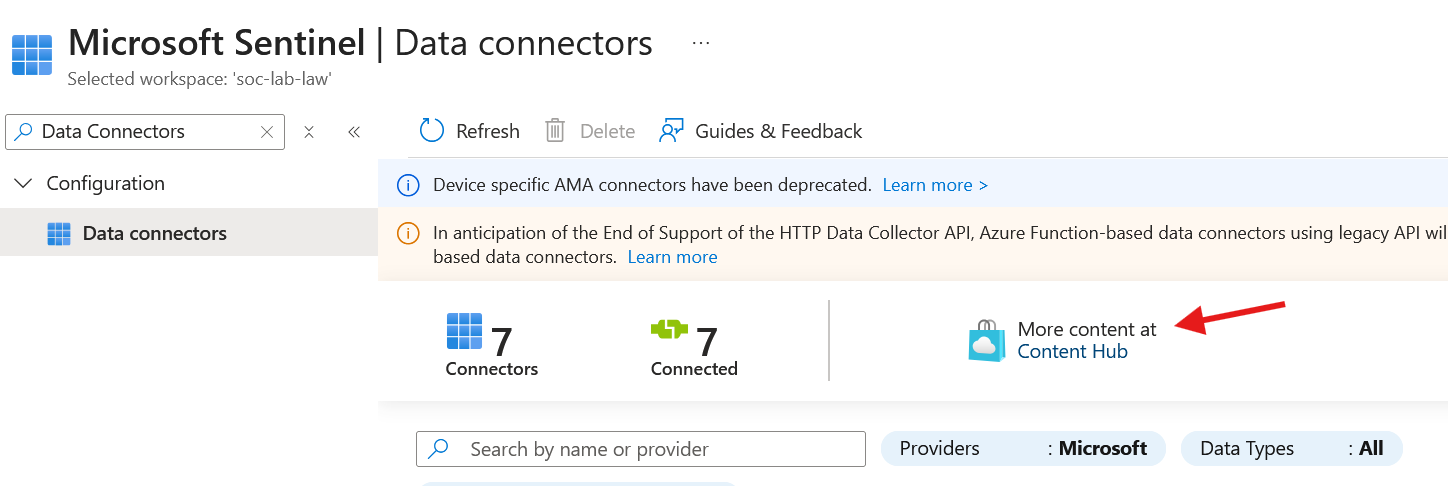 Microsoft Sentinel | Data connectors ...
Selected workspace: 'soc-lab-law'
Data Connectors
Refresh
Delete
Guides & Feedback
Configuration
Data connectors
Device specific AMA connectors have been deprecated. Learn more >
In anticipation of the End of Support of the HTTP Data Collector API, Azure Function-based data connectors using legacy API wil
based data connectors. Learn more
7
Connectors
7
Connected
More content at
Content Hub
Search by name or provider
Providers : Microsoft
Data Types : All